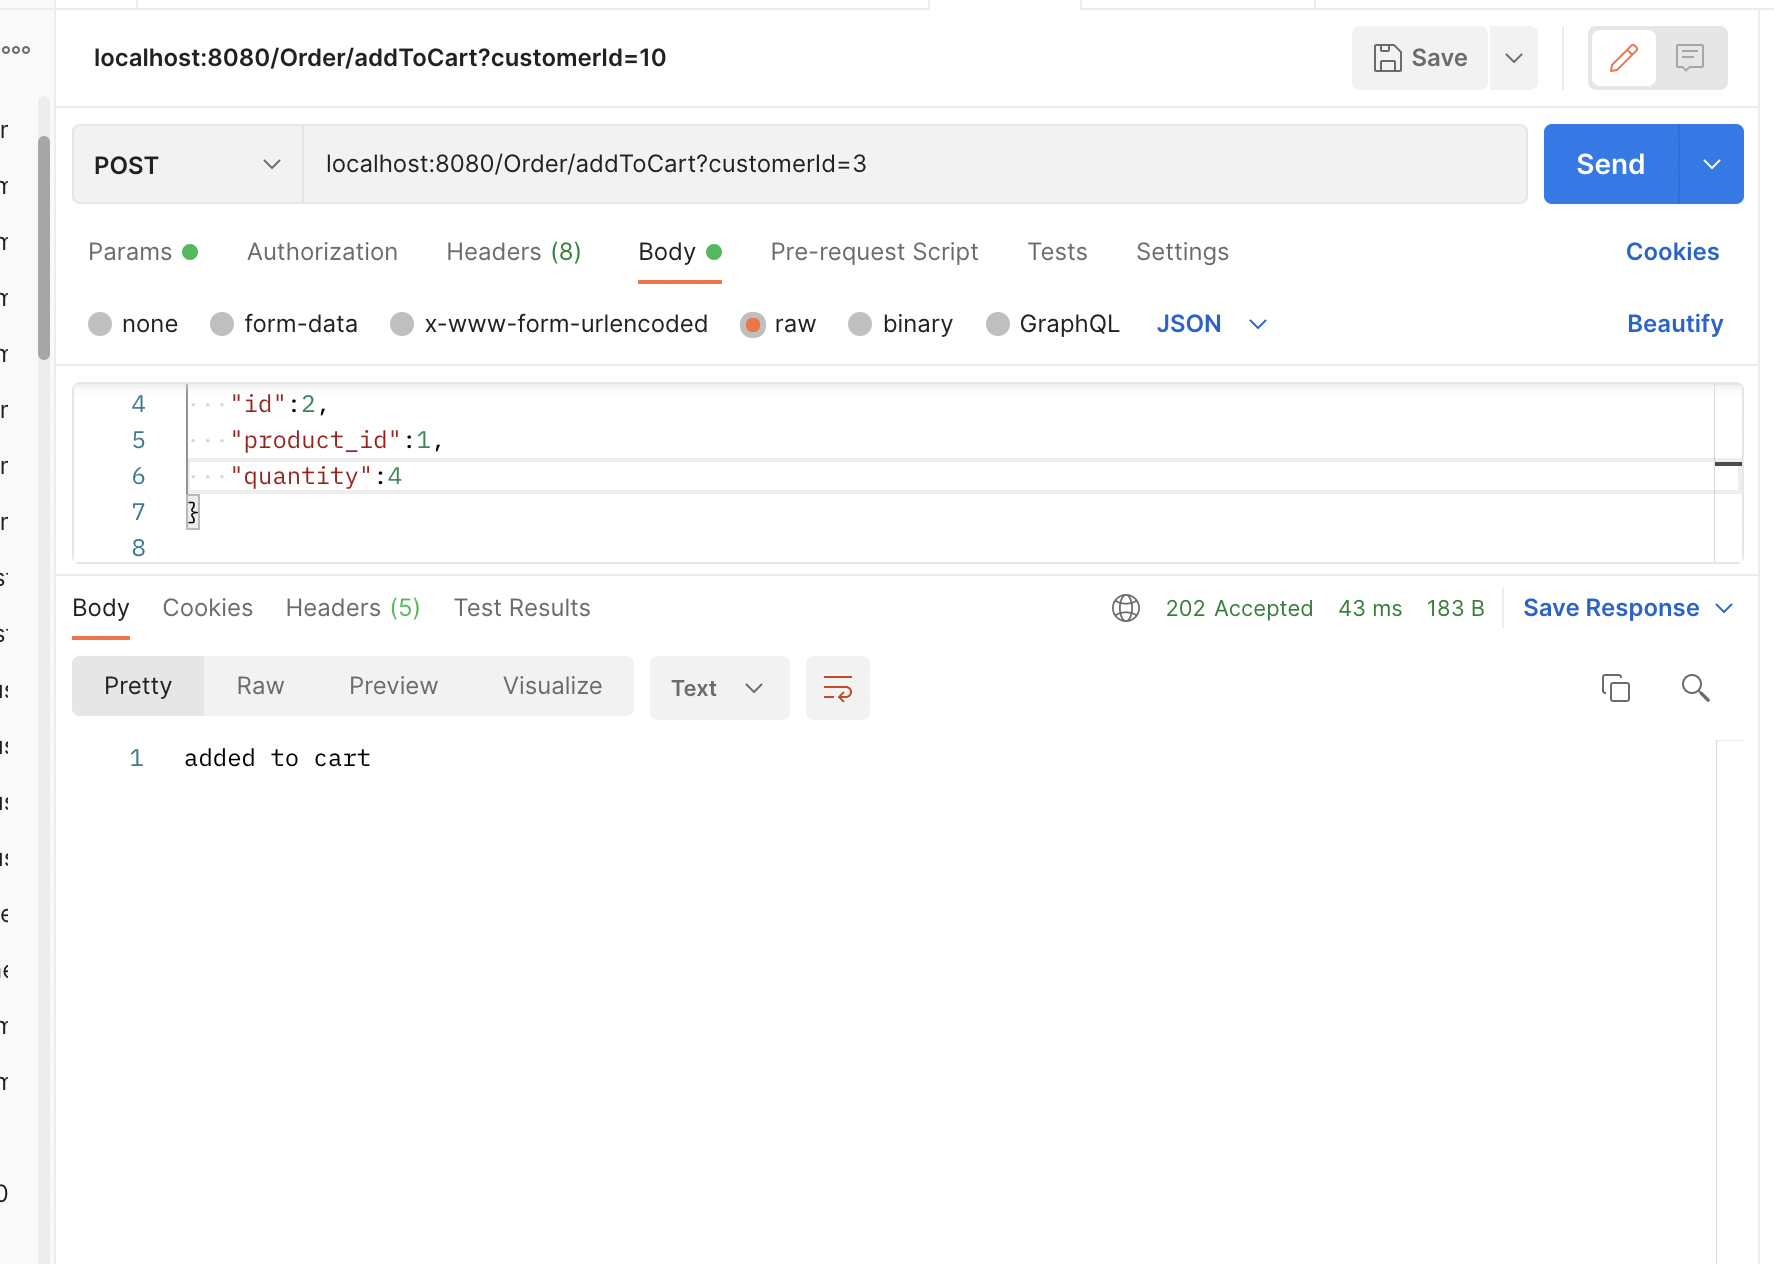 localhost:8080/Order/addToCart?customerId=10
Save
POST
localhost:8080/Order/addToCart?customerId=3
Send
Params
Authorization
Headers (8)
Body
Pre-request Script
Tests
Settings
Cookies
none
form-data
x-www-form-urlencoded
raw
binary
GraphQL
JSON
Beautify
4 "id":2,
5 "product_id":1,
6 "quantity":4
7 }
8
Body
Cookies
Headers (5)
Test Results
202 Accepted
43 ms
183 B
Save Response
Pretty
Raw
Preview
Visualize
Text
1 added to cart